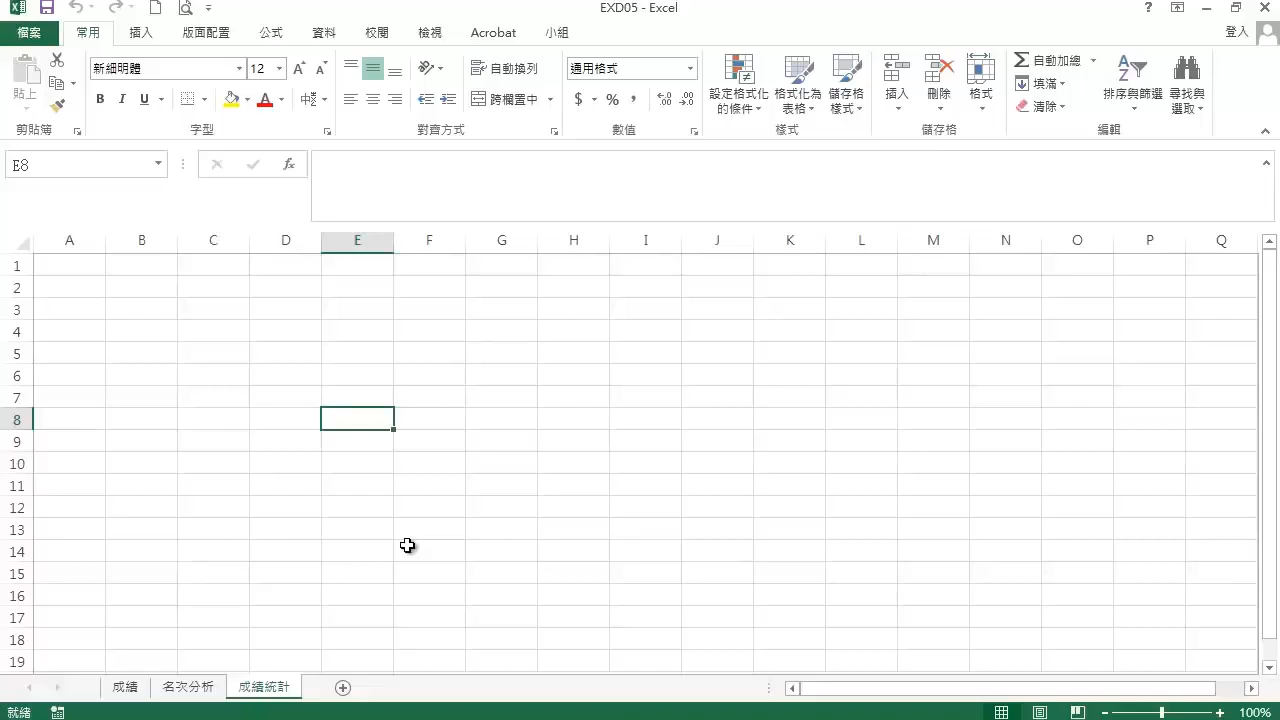 EXD05 - Excel
?
檔案 常用 插入 版面配置 公式 資料 校閱 檢視 Acrobat 小組 登入
貼上
新細明體 12 A A
B I U A 中
自動換列
跨欄置中
通用格式
$ % , .0 .00 .00 .0
設定格式化的條件
格式化為表格
儲存格樣式
插入 刪除 格式
Σ 自動加總
填滿
清除
A Z
排序與篩選
尋找與選取
剪貼簿 字型 對齊方式 數值 樣式 儲存格 編輯
E8 fx
A B C D E F G H I J K L M N O P Q
1
2
3
4
5
6
7
8
9
10
11
12
13
14
15
16
17
18
19
成績 名次分析 成績統計
就緒 100%